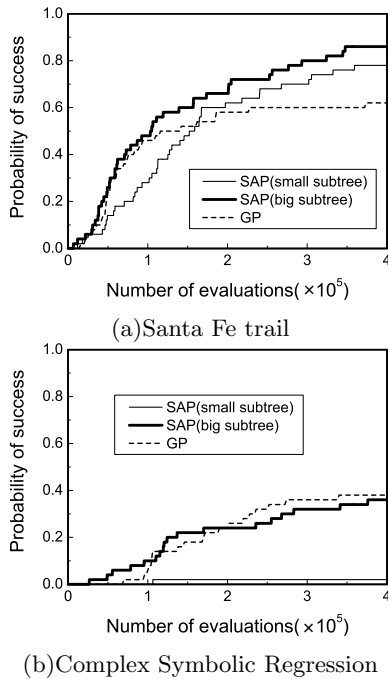 Probability of success
1.0
0.8
0.6
0.4
0.2
0.0
SAP(small subtree)
SAP(big subtree)
GP
0 1 2 3 4
Number of evaluations(×10⁵)
(a)Santa Fe trail
Probability of success
1.0
0.8
0.6
0.4
0.2
0.0
SAP(small subtree)
SAP(big subtree)
GP
0 1 2 3 4
Number of evaluations(×10⁵)
(b)Complex Symbolic Regression